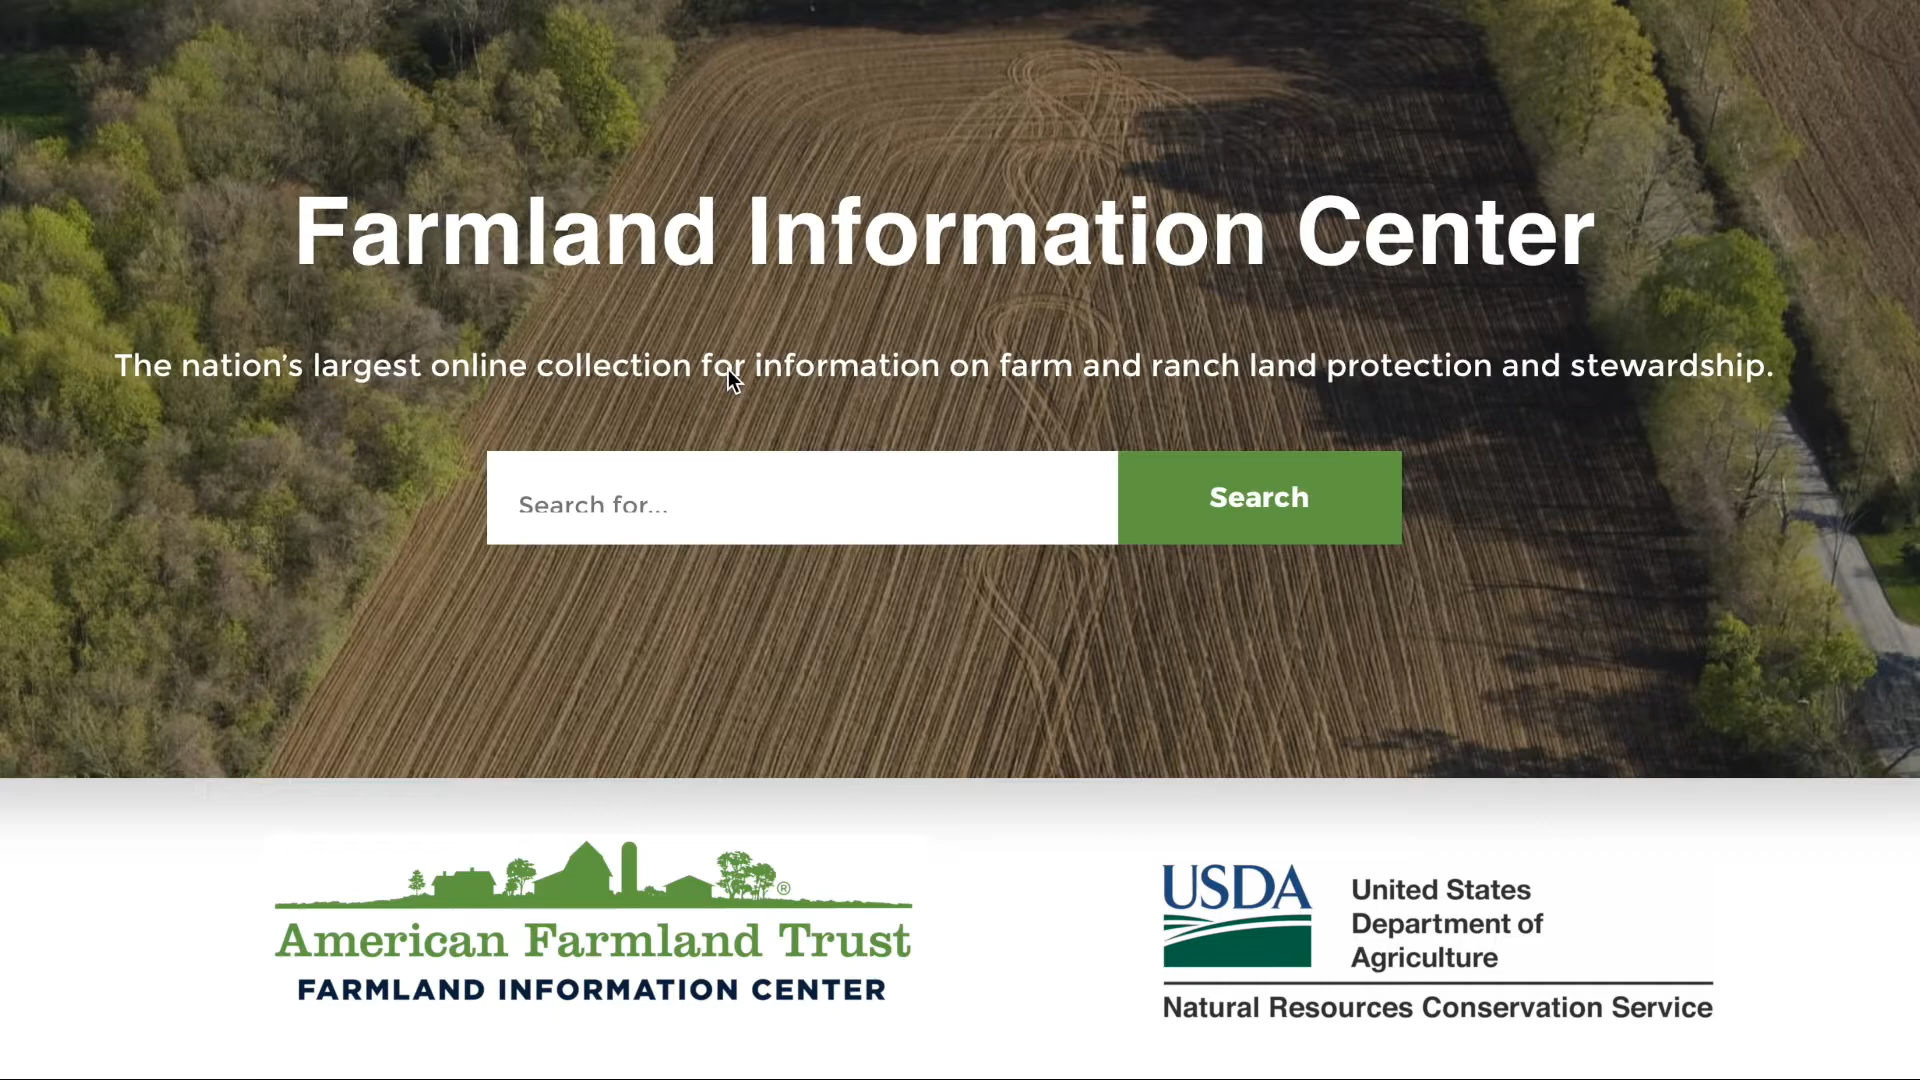 Farmland Information Center
The nation's largest online collection for information on farm and ranch land protection and stewardship.
Search for...
Search
®
American Farmland Trust
FARMLAND INFORMATION CENTER
USDA
United States
Department of
Agriculture
Natural Resources Conservation Service